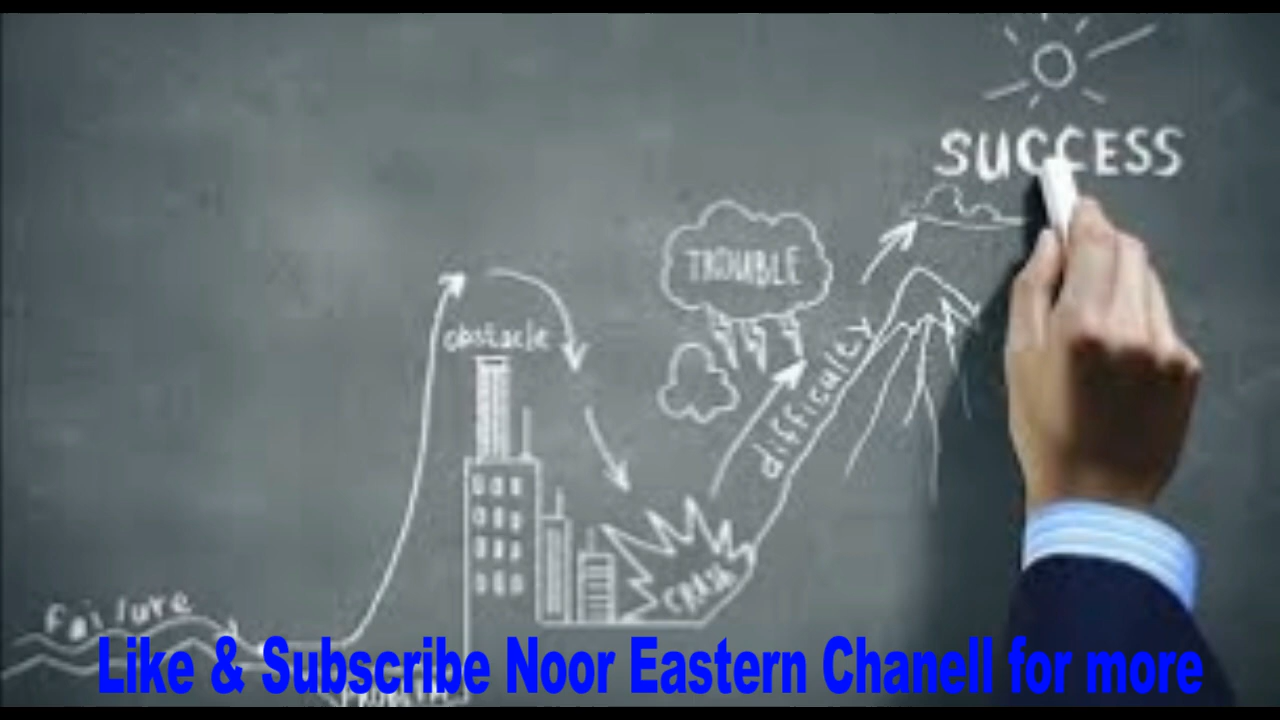 SUCCESS
TROUBLE
obstacle
difficulty
CRASH
Failure
Like & Subscribe Noor Eastern Chanell for more